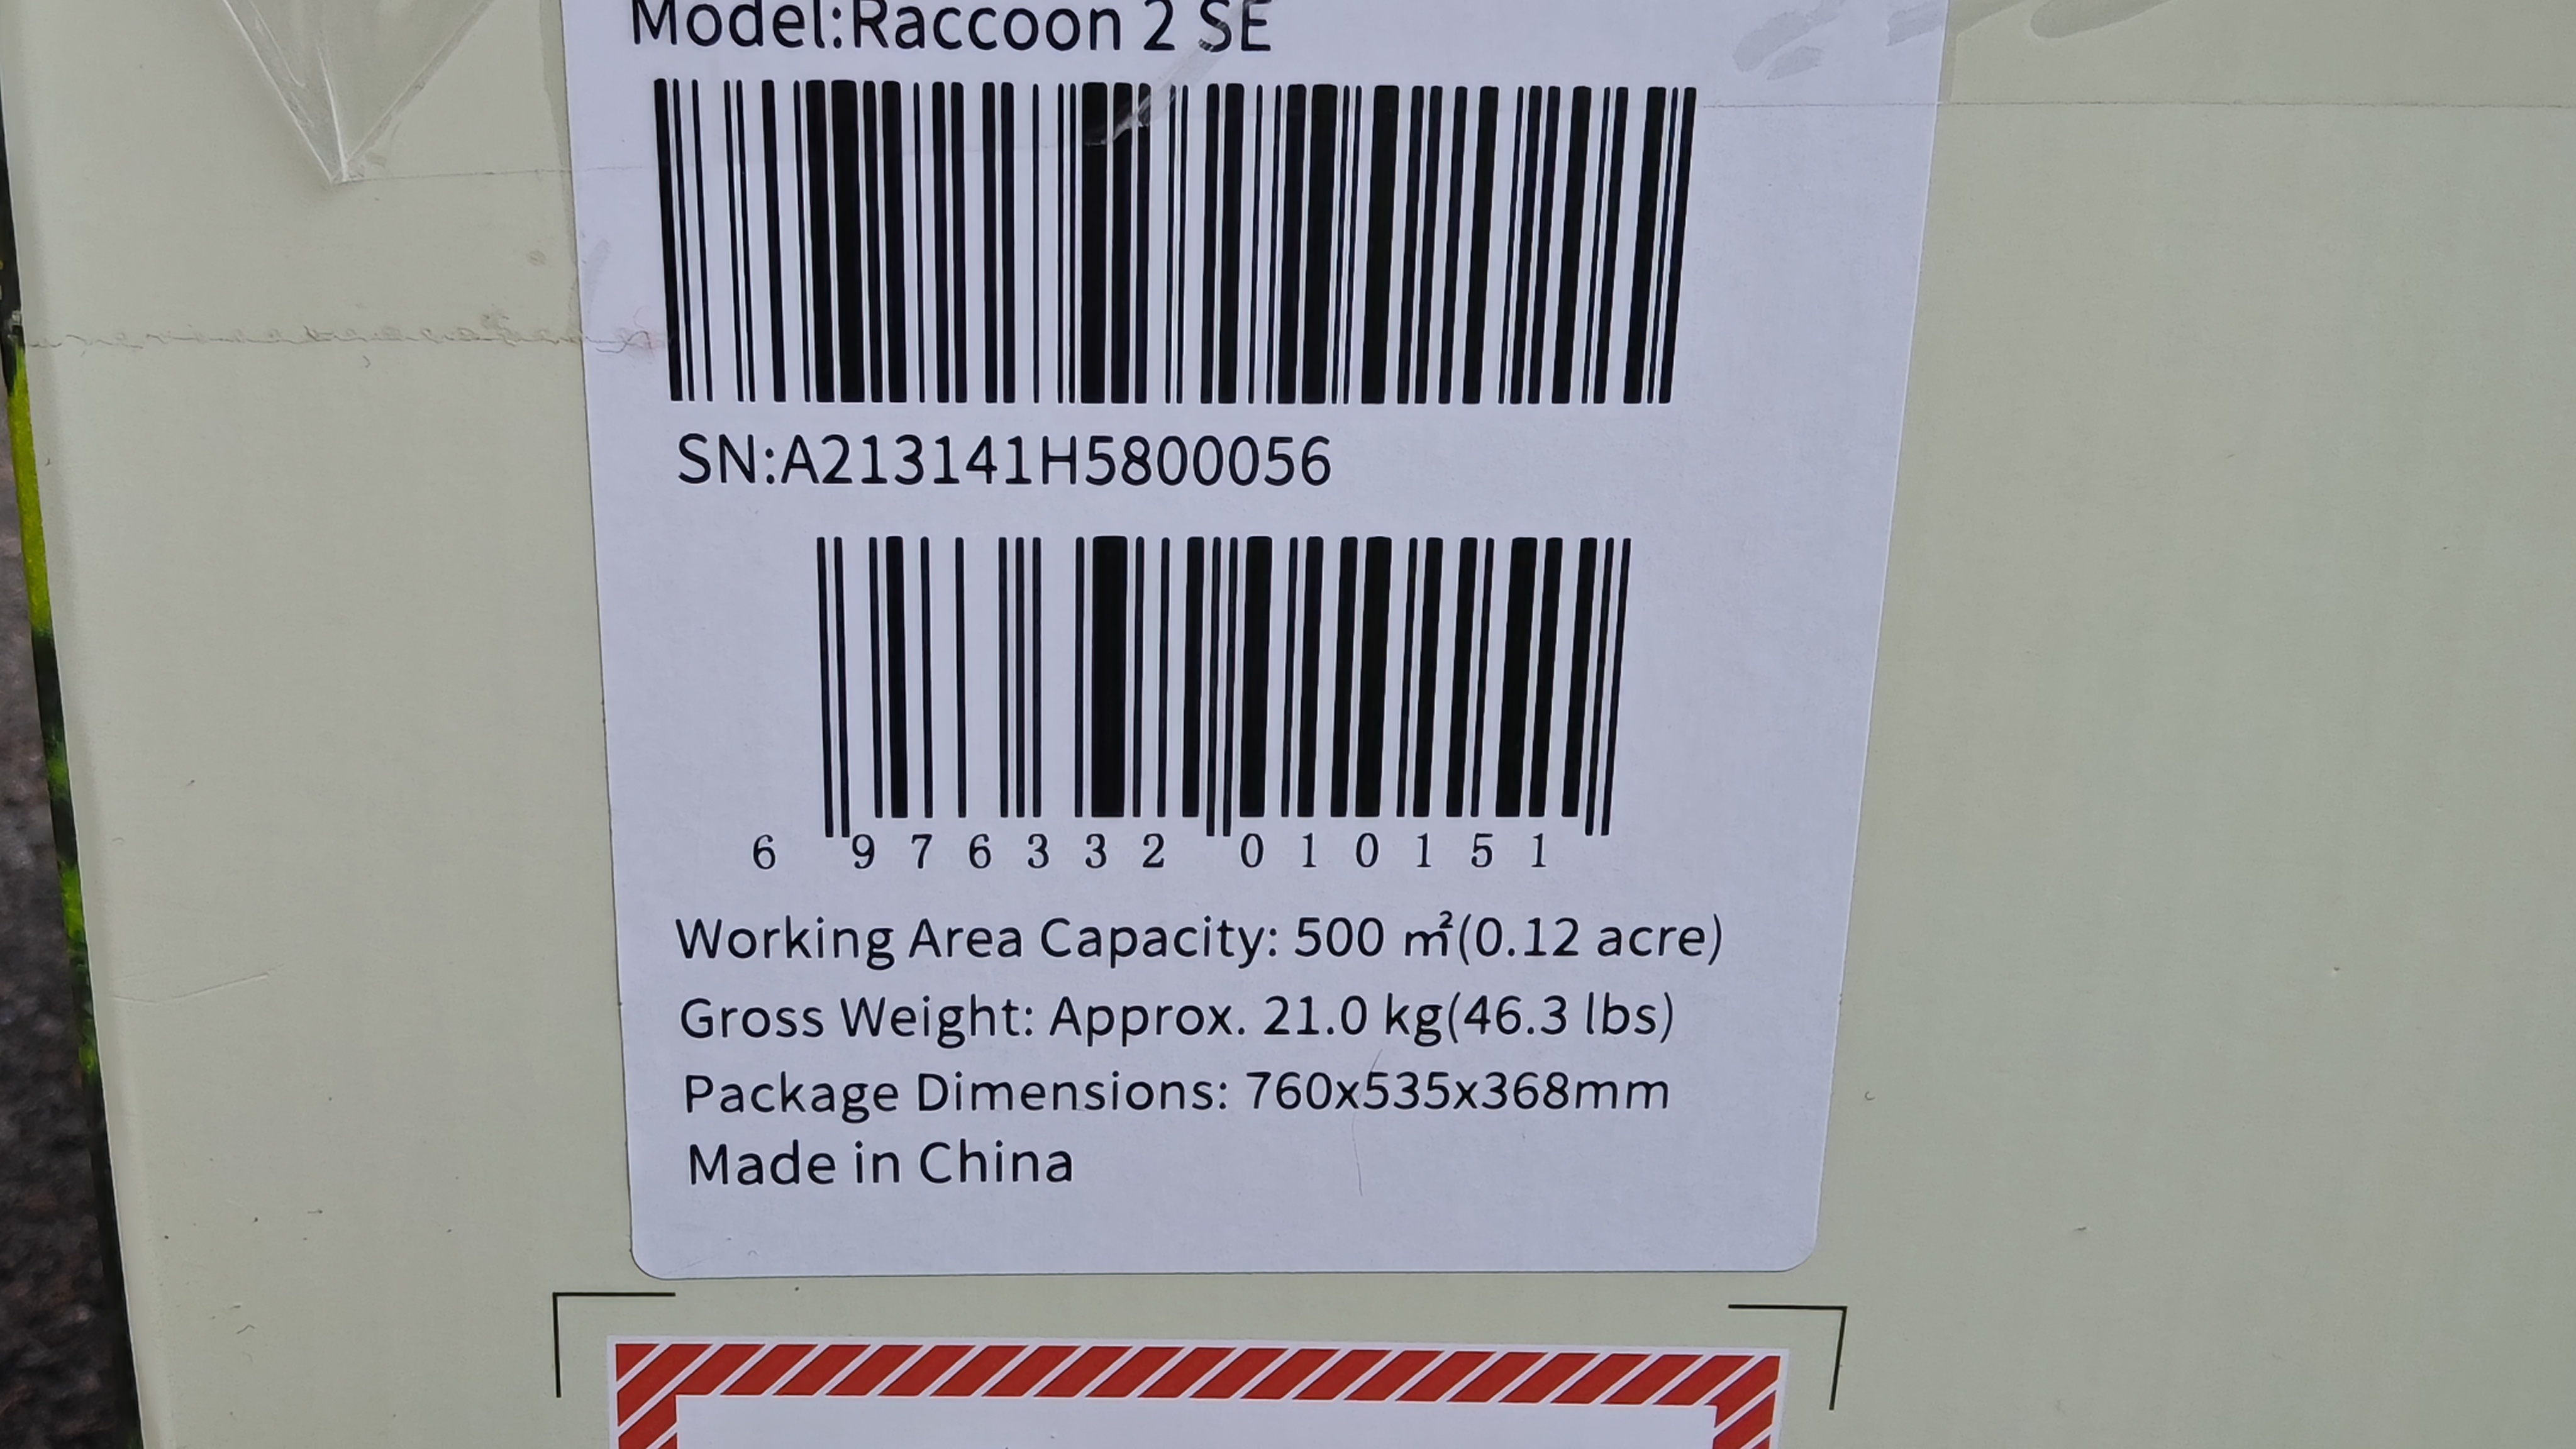 Model:Raccoon 2 SE
SN:A213141H5800056
6 976332 010151
Working Area Capacity: 500 ㎡(0.12 acre)
Gross Weight: Approx. 21.0 kg(46.3 lbs)
Package Dimensions: 760x535x368mm
Made in China